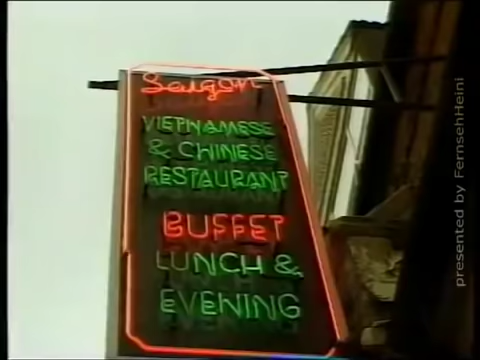 Saigon
VIETNAMESE
& CHINESE
RESTAURANT
BUFFET
LUNCH &
EVENING
presented by FernsehHeini